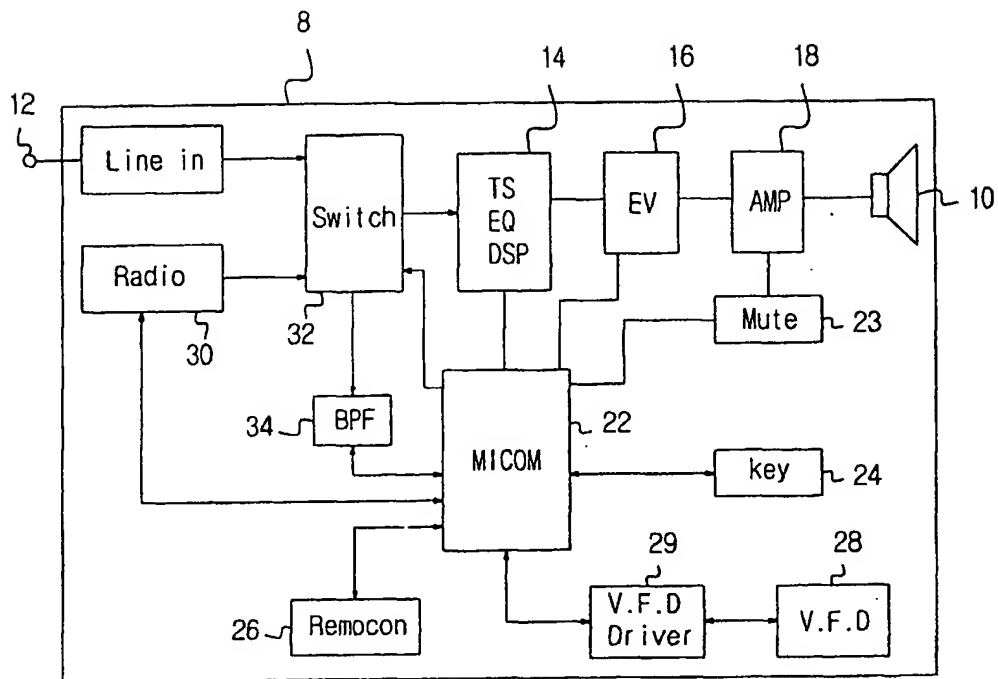 8
14
16
18
12
Line in
Switch
TS
EQ
DSP
EV
AMP
10
Radio
32
Mute
23
30
34
BPF
22
MICOM
key
24
29
28
26
Remocon
V.F.D
Driver
V.F.D